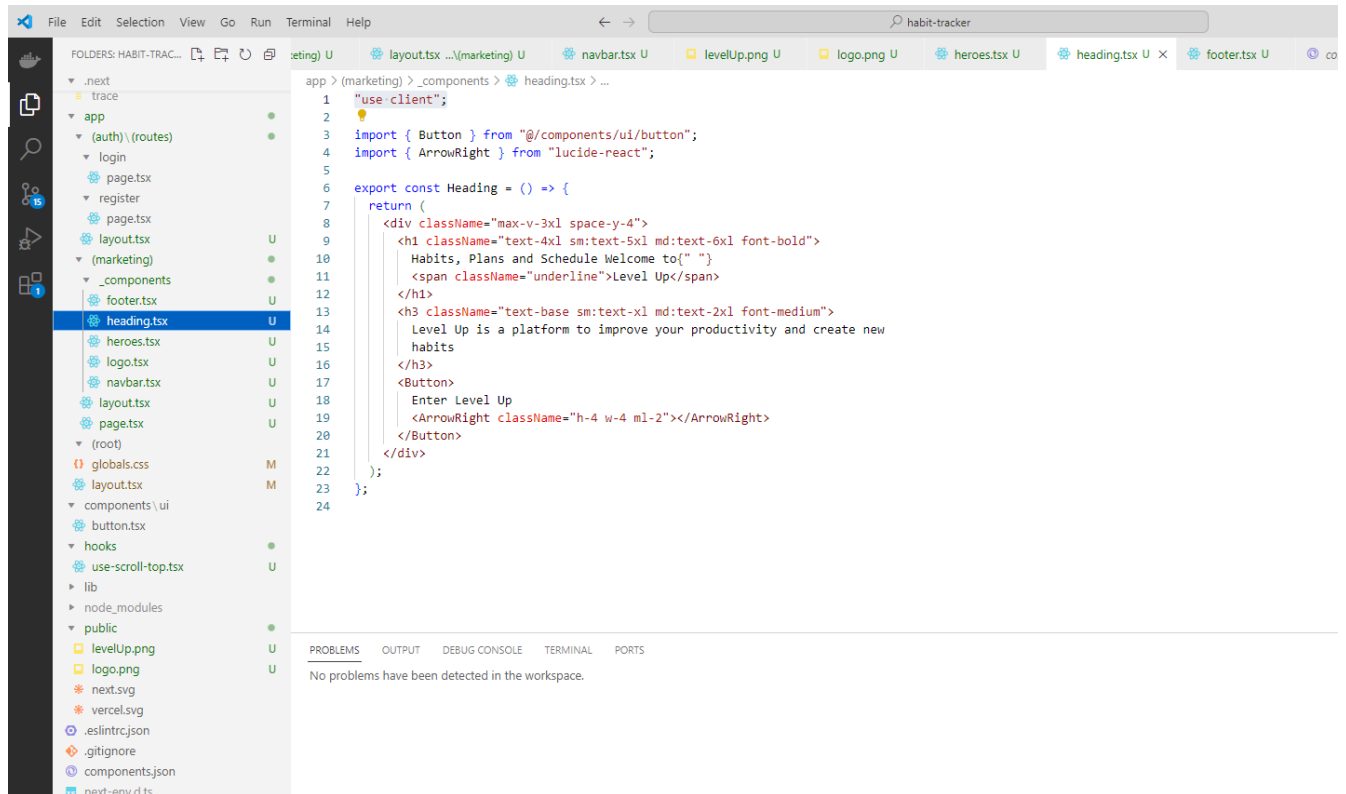 File Edit Selection View Go Run Terminal Help
habit-tracker
FOLDERS: HABIT-TRAC...
eting) U
layout.tsx ...\(marketing) U
navbar.tsx U
levelUp.png U
logo.png U
heroes.tsx U
heading.tsx U
footer.tsx U
co
.next
trace
app
(auth)\(routes)
login
page.tsx
register
page.tsx
layout.tsx U
(marketing)
_components
footer.tsx U
heading.tsx U
heroes.tsx U
logo.tsx U
navbar.tsx U
layout.tsx U
page.tsx U
(root)
globals.css M
layout.tsx M
components\ui
button.tsx
hooks
use-scroll-top.tsx U
lib
node_modules
public
levelUp.png U
logo.png U
next.svg
vercel.svg
.eslintrc.json
.gitignore
components.json
next-env.d.ts
15
1
app > (marketing) > _components > heading.tsx > ...
1 "use client";
2
3 import { Button } from "@/components/ui/button";
4 import { ArrowRight } from "lucide-react";
5
6 export const Heading = () => {
7 return (
8 <div className="max-v-3xl space-y-4">
9 <h1 className="text-4xl sm:text-5xl md:text-6xl font-bold">
10 Habits, Plans and Schedule Welcome to{" "}
11 <span className="underline">Level Up</span>
12 </h1>
13 <h3 className="text-base sm:text-xl md:text-2xl font-medium">
14 Level Up is a platform to improve your productivity and create new
15 habits
16 </h3>
17 <Button>
18 Enter Level Up
19 <ArrowRight className="h-4 w-4 ml-2"></ArrowRight>
20 </Button>
21 </div>
22 );
23 };
24
PROBLEMS OUTPUT DEBUG CONSOLE TERMINAL PORTS
No problems have been detected in the workspace.